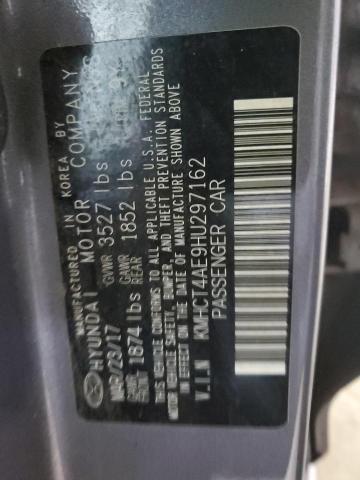 MANUFACTURED IN KOREA BY
HYUNDAI MOTOR COMPANY
GVWR 3527 lbs
GAWR REAR 1852 lbs
1874 lbs
THIS VEHICLE CONFORMS TO ALL APPLICABLE U.S.A. FEDERAL
MOTOR VEHICLE SAFETY, BUMPER, AND THEFT PREVENTION STANDARDS
IN EFFECT ON THE DATE OF MANUFACTURE SHOWN ABOVE
V.I.N KMHCT4AE9HU297162
PASSENGER CAR